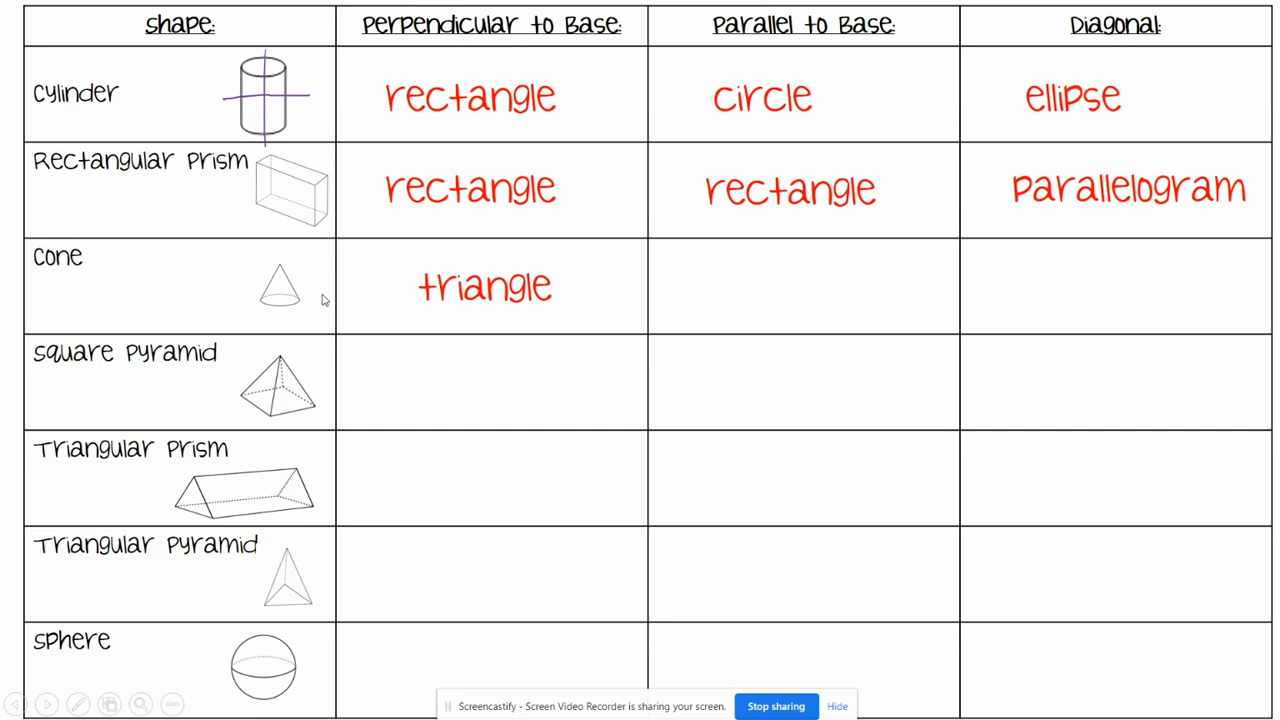 Shape: Perpendicular to Base: Parallel to Base: Diagonal:
Cylinder rectangle circle ellipse
Rectangular Prism rectangle rectangle parallelogram
Cone triangle
Square Pyramid
Triangular Prism
Triangular Pyramid
Sphere
Screencastify - Screen Video Recorder is sharing your screen. Stop sharing Hide